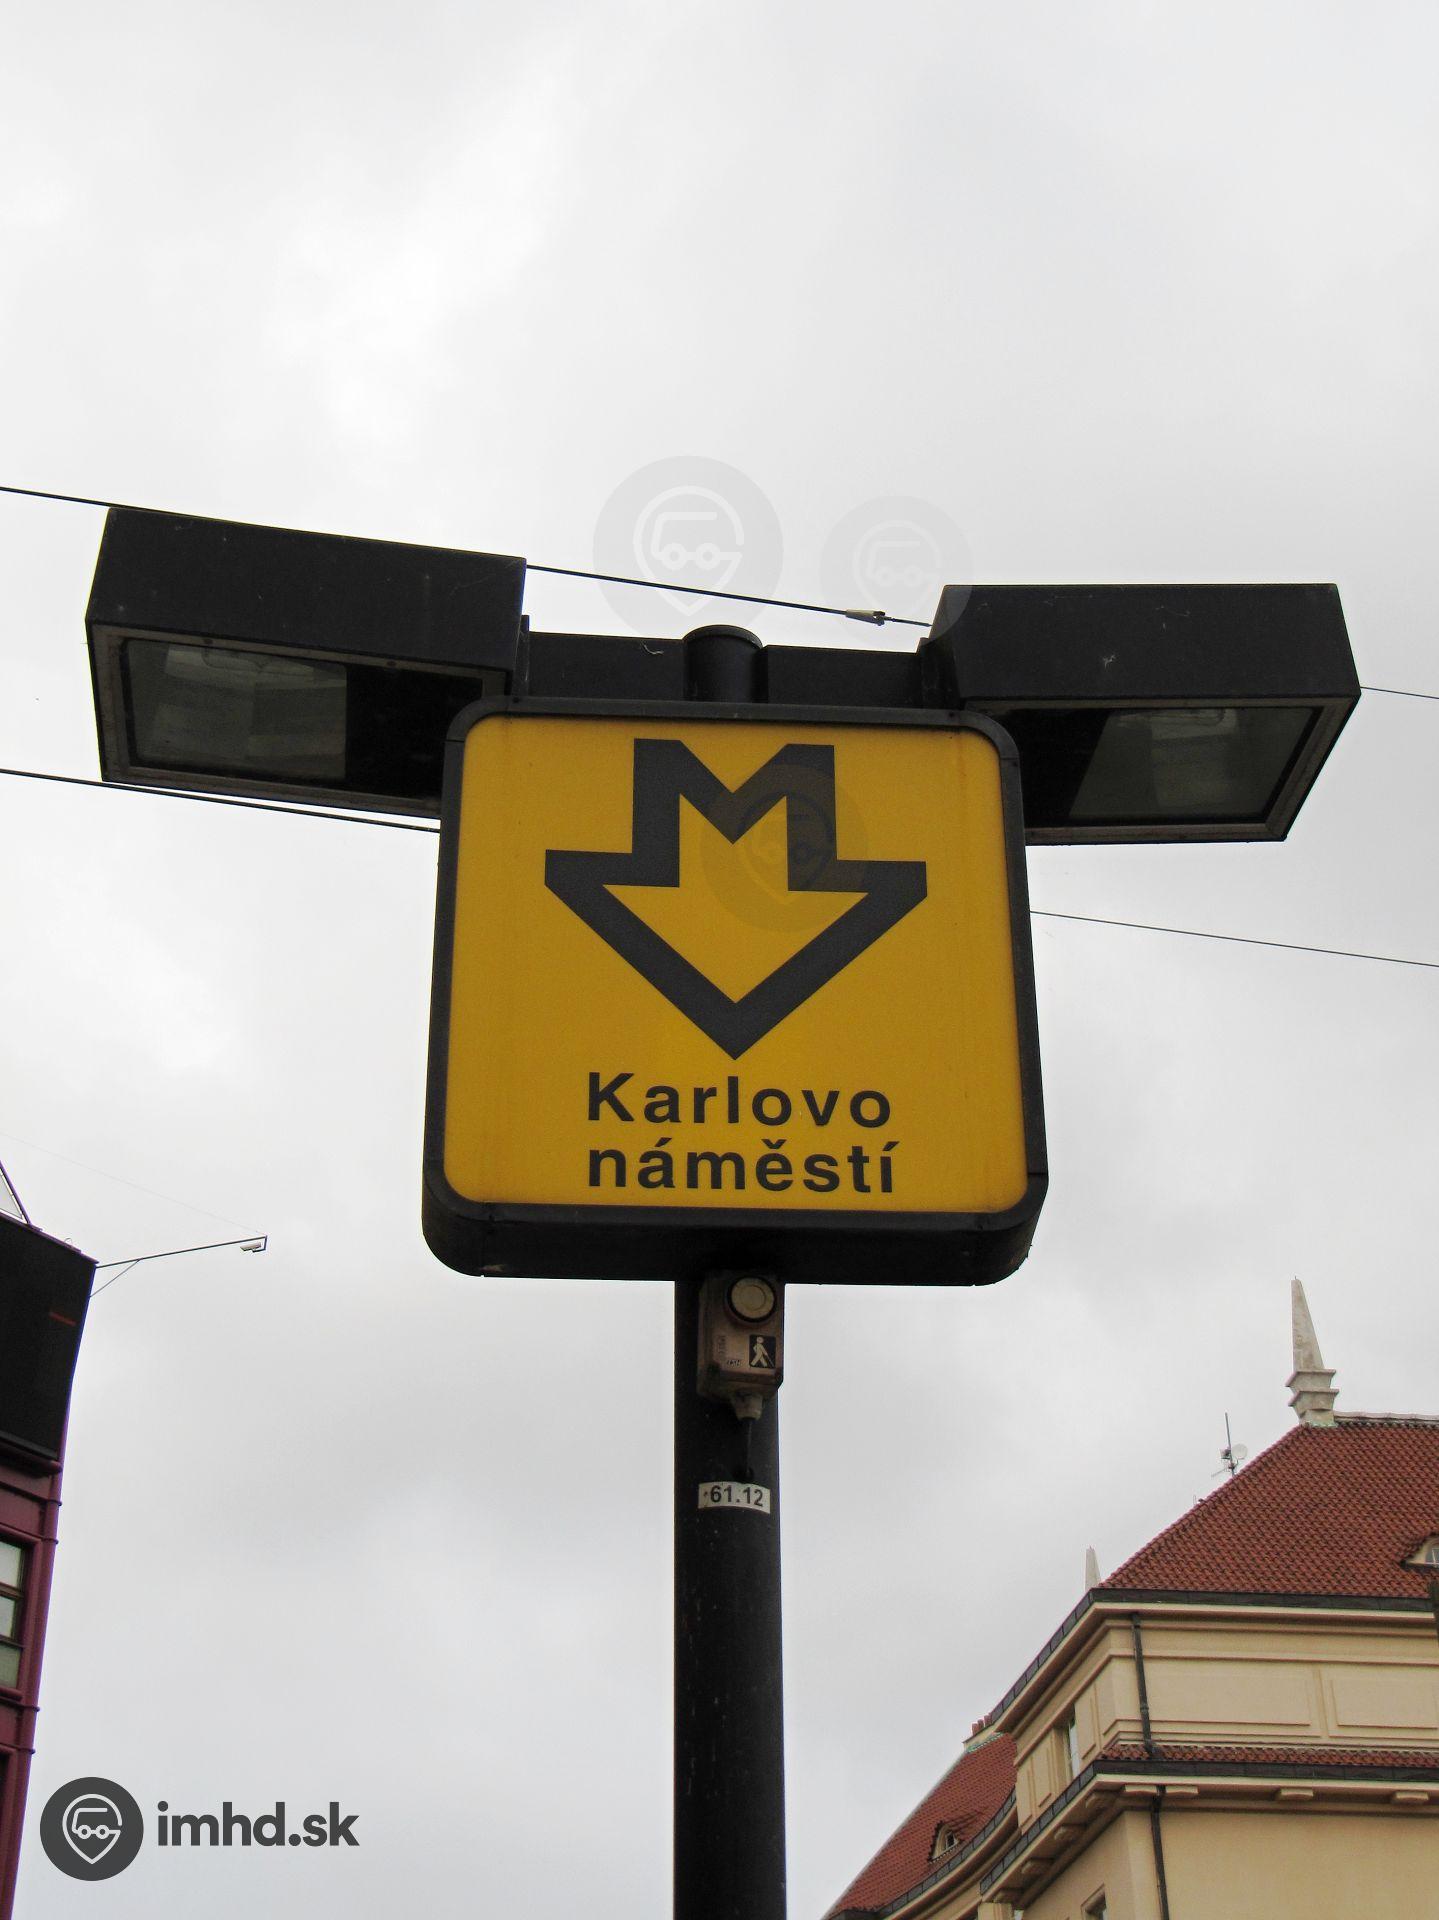 M
Karlovo
náměstí
61.12
imhd.sk